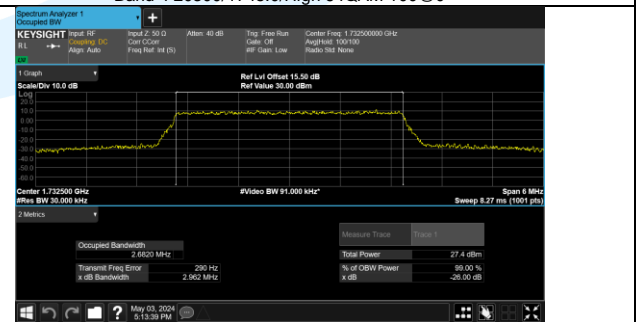 Spectrum Analyzer 1
Occupied BW
+
KEYSIGHT Input: RF Input Z: 50 Ω Atten: 40 dB Trig: Free Run Center Freq: 1.732500000 GHz
RL Coupling: DC Corr CCorr Gate: Off Avg|Hold: 100/100
Align: Auto Freq Ref: Int (S) #IF Gain: Low Radio Std: None
1 Graph
Scale/Div 10.0 dB Ref Lvl Offset 15.50 dB
Ref Value 30.00 dBm
Log
20.0
10.0
0.00
-10.0
-20.0
-30.0
-40.0
-50.0
-60.0
Center 1.732500 GHz #Video BW 91.000 kHz* Span 6 MHz
#Res BW 30.000 kHz Sweep 8.27 ms (1001 pts)
2 Metrics
Measure Trace Trace 1
Occupied Bandwidth
2.6820 MHz Total Power 27.4 dBm
Transmit Freq Error 290 Hz % of OBW Power 99.00 %
x dB Bandwidth 2.962 MHz x dB -26.00 dB
? May 03, 2024
5:13:39 PM